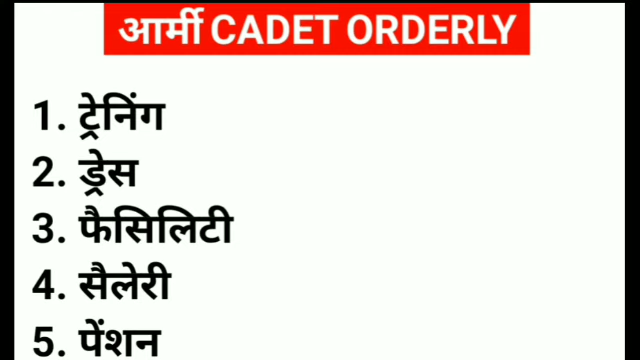 आर्मी CADET ORDERLY
1. ट्रेनिंग
2. ड्रेस
3. फैसिलिटी
4. सैलेरी
5. पेंशन